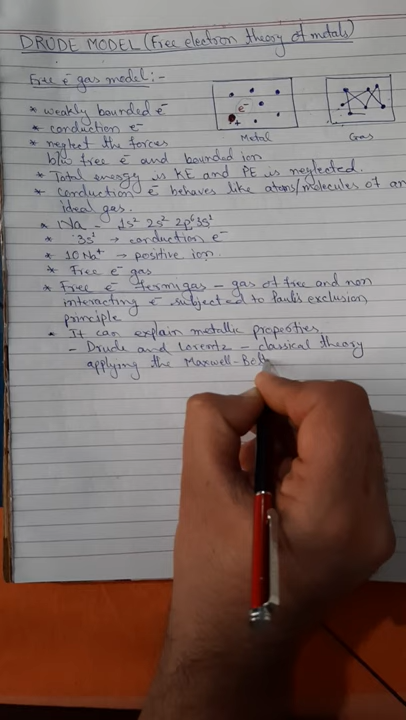 DRUDE MODEL (Free electron theory of metals)
Free e⁻ gas model:-
* weakly bounded e⁻
* conduction e⁻
* neglect the forces
b/w free e⁻ and bounded ion
e⁻
+
Metal
Gas
* Total energy is KE and PE is neglected.
* conduction e⁻ behaves like atoms/molecules of an
ideal gas.
* Na - 1s² 2s² 2p⁶ 3s¹
* 3s¹ → conduction e⁻
* 10 Na⁺ → positive ion.
* Free e⁻ gas
* Free e⁻ fermi gas - gas of free and non
interacting e⁻ subjected to Pauli's exclusion
principle
* It can explain metallic properties
- Drude and Lorentz - classical theory
applying the Maxwell-Bolt